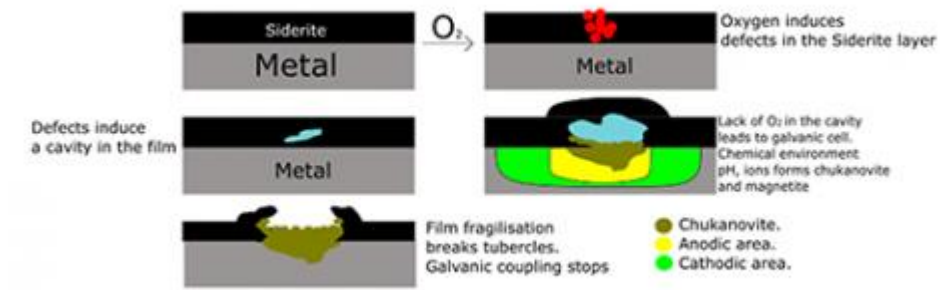 Siderite
Metal
O₂
Metal
Oxygen induces
defects in the Siderite layer
Defects induce
a cavity in the film
Metal
Lack of O₂ in the cavity
leads to galvanic cell.
Chemical environment
pH, ions forms chukanovite
and magnetite
Film fragilisation
breaks tubercles.
Galvanic coupling stops
Chukanovite.
Anodic area.
Cathodic area.